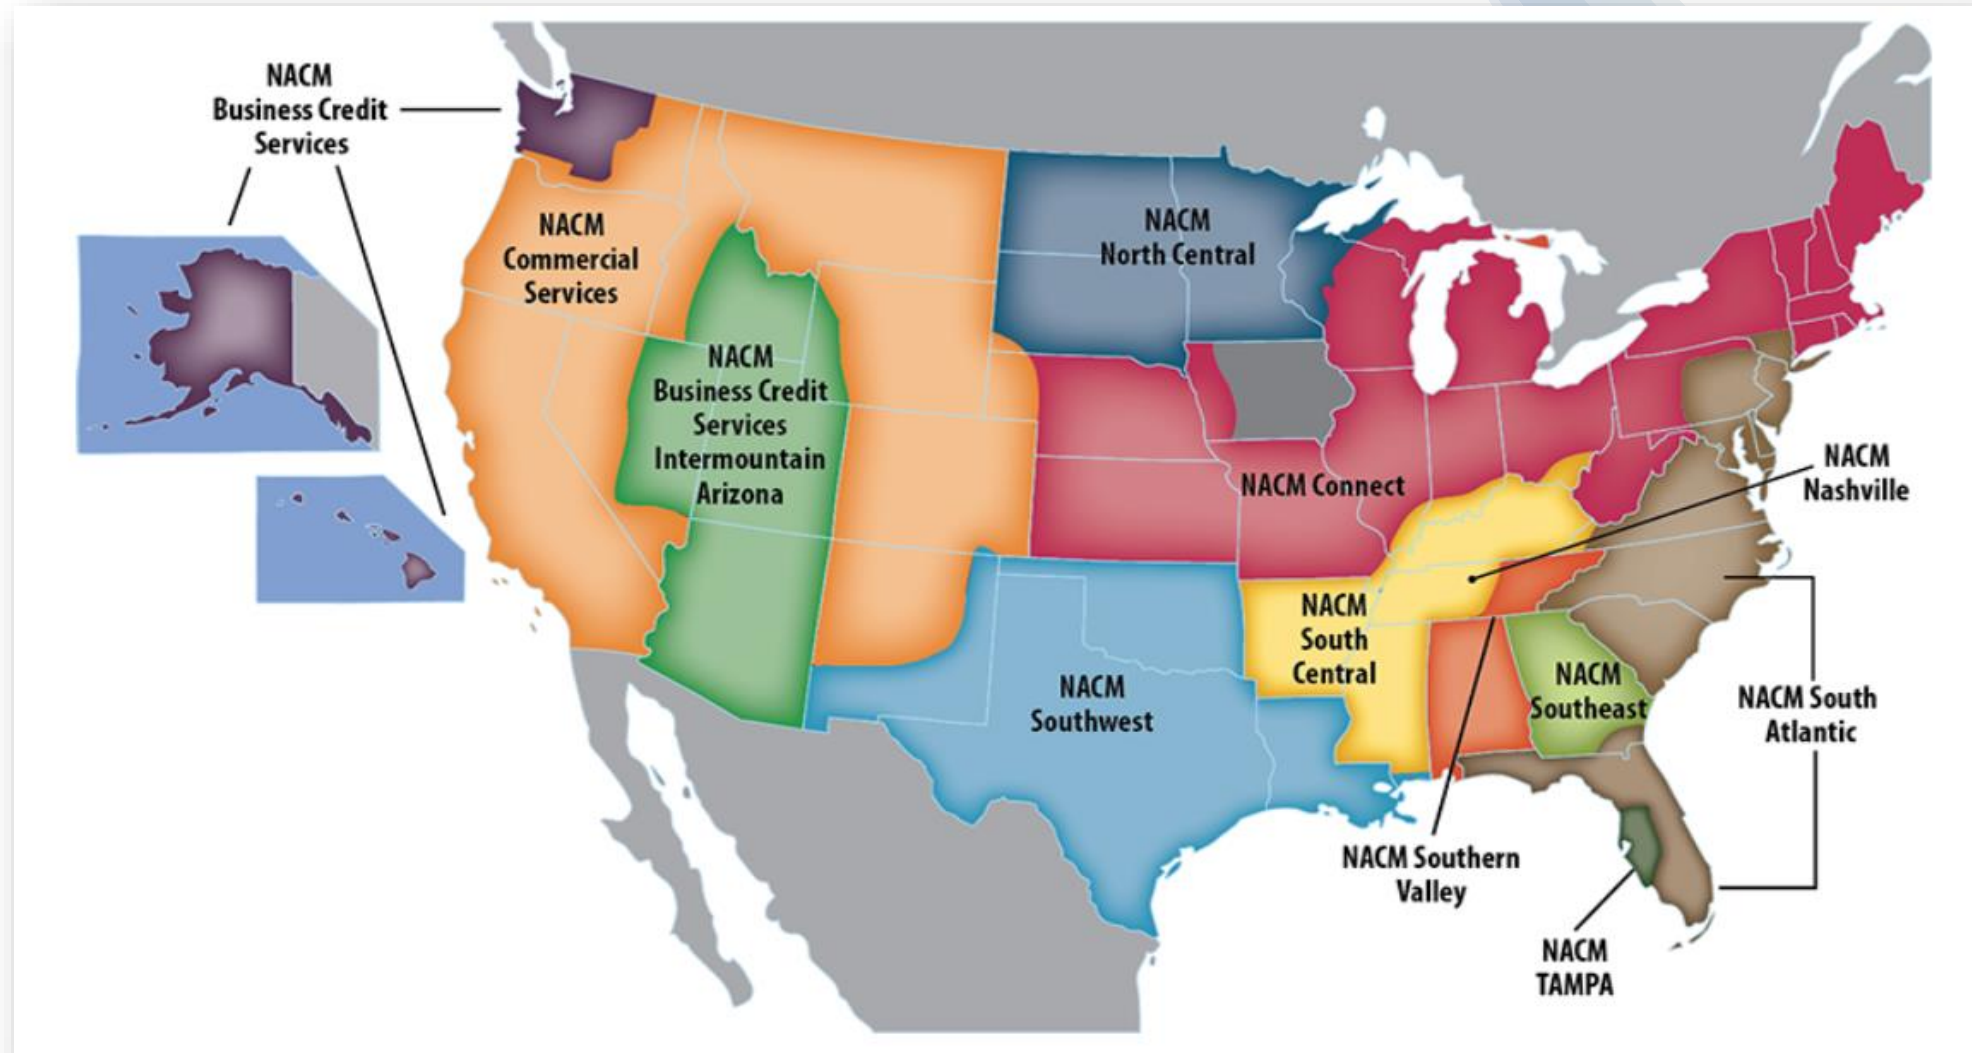 NACM
Business Credit
Services
NACM
Commercial
Services
NACM
North Central
NACM
Business Credit
Services
Intermountain
Arizona
NACM Connect
NACM
Nashville
NACM
South
Central
NACM
Southwest
NACM
Southeast
NACM South
Atlantic
NACM Southern
Valley
NACM
TAMPA